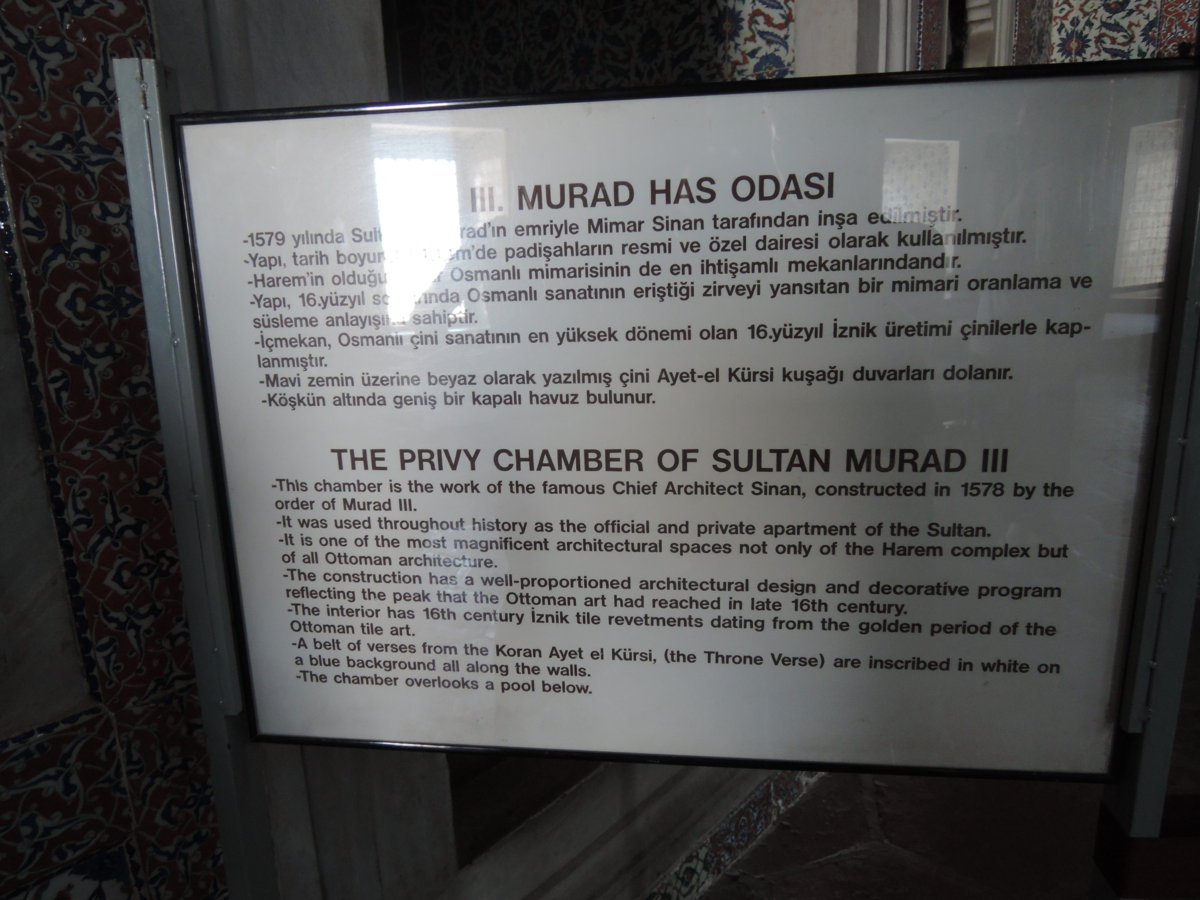 III. MURAD HAS ODASI
-1579 yılında emriyle Mimar Sinan tarafından inşa edilmiştir.
-Yapı, tarih padişahların resmi ve özel dairesi olarak kullanılmıştır.
-Harem'in Osmanlı mimarisinin de en ihtişamlı mekanlarındandır.
-Yapı, 16.yüzyıl Osmanlı sanatının eriştiği zirveyi yansıtan bir mimari oranlama ve
süsleme anlayışına sahiptir.
-İçmekan, Osmanlı çini sanatının en yüksek dönemi olan 16.yüzyıl İznik üretimi çinilerle kap-
lanmıştır.
-Mavi zemin üzerine beyaz olarak yazılmış çini Ayet-el Kürsi kuşağı duvarları dolanır.
-Köşkün altında geniş bir kapalı havuz bulunur.
THE PRIVY CHAMBER OF SULTAN MURAD III
-This chamber is the work of the famous Chief Architect Sinan, constructed in 1578 by the
order of Murad III.
-It was used throughout history as the official and private apartment of the Sultan.
-It is one of the most magnificent architectural spaces not only of the Harem complex but
of all Ottoman architecture.
-The construction has a well-proportioned architectural design and decorative program
reflecting the peak that the Ottoman art had reached in late 16th century.
-The interior has 16th century İznik tile revetments dating from the golden period of the
Ottoman tile art.
-A belt of verses from the Koran Ayet el Kürsi, (the Throne Verse) are inscribed in white on
a blue background all along the walls.
-The chamber overlooks a pool below.